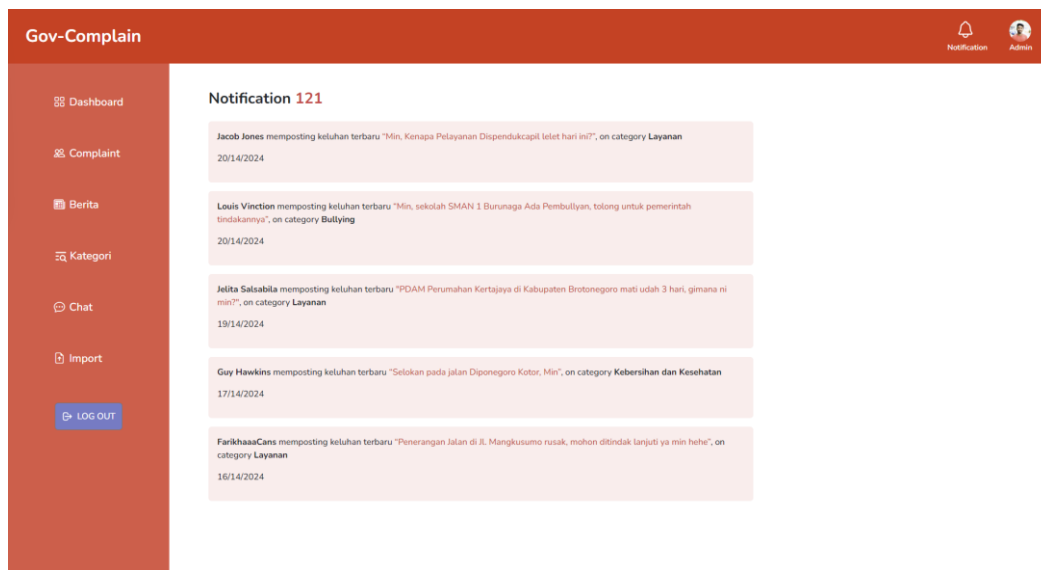 Gov-Complain
Notification
Admin
Dashboard
Complaint
Berita
Kategori
Chat
Import
LOG OUT
Notification 121
Jacob Jones memposting keluhan terbaru "Min, Kenapa Pelayanan Dispendukcapil lelet hari ini?", on category Layanan
20/14/2024
Louis Vinction memposting keluhan terbaru "Min, sekolah SMAN 1 Burunaga Ada Pembullyan, tolong untuk pemerintah
tindakannya", on category Bullying
20/14/2024
Jelita Salsabila memposting keluhan terbaru "PDAM Perumahan Kertajaya di Kabupaten Brotonegoro mati udah 3 hari, gimana ni
min?", on category Layanan
19/14/2024
Guy Hawkins memposting keluhan terbaru "Selokan pada jalan Diponegoro Kotor, Min", on category Kebersihan dan Kesehatan
17/14/2024
FarikhaaaCans memposting keluhan terbaru "Penerangan Jalan di Jl. Mangkusumo rusak, mohon ditindak lanjuti ya min hehe", on
category Layanan
16/14/2024